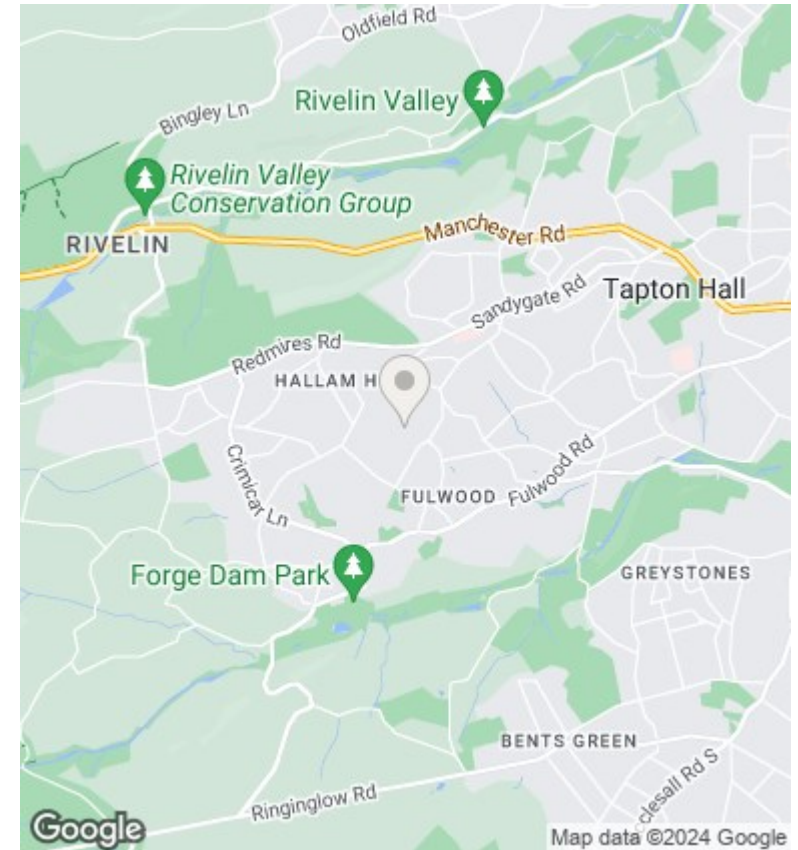 Oldfield Rd
Rivelin Valley
Bingley Ln
Rivelin Valley
Conservation Group
RIVELIN
Manchester Rd
Tapton Hall
Sandygate Rd
Redmires Rd
HALLAM H
Crimicar Ln
FULWOOD
Fulwood Rd
Forge Dam Park
GREYSTONES
BENTS GREEN
clesall Rd S
Ringinglow Rd
Google
Map data ©2024 Google